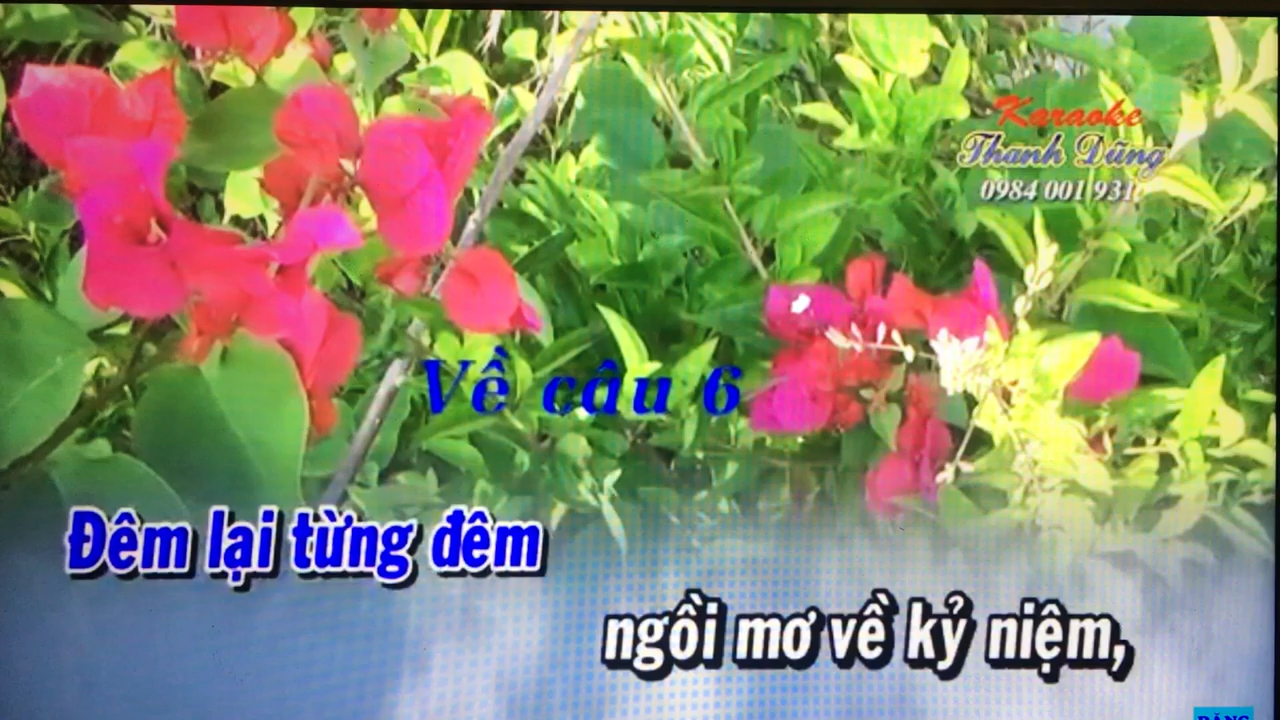 Karaoke
Thanh Dũng
0984 001 931
Về câu 6
Đêm lại từng đêm
ngồi mơ về kỷ niệm,